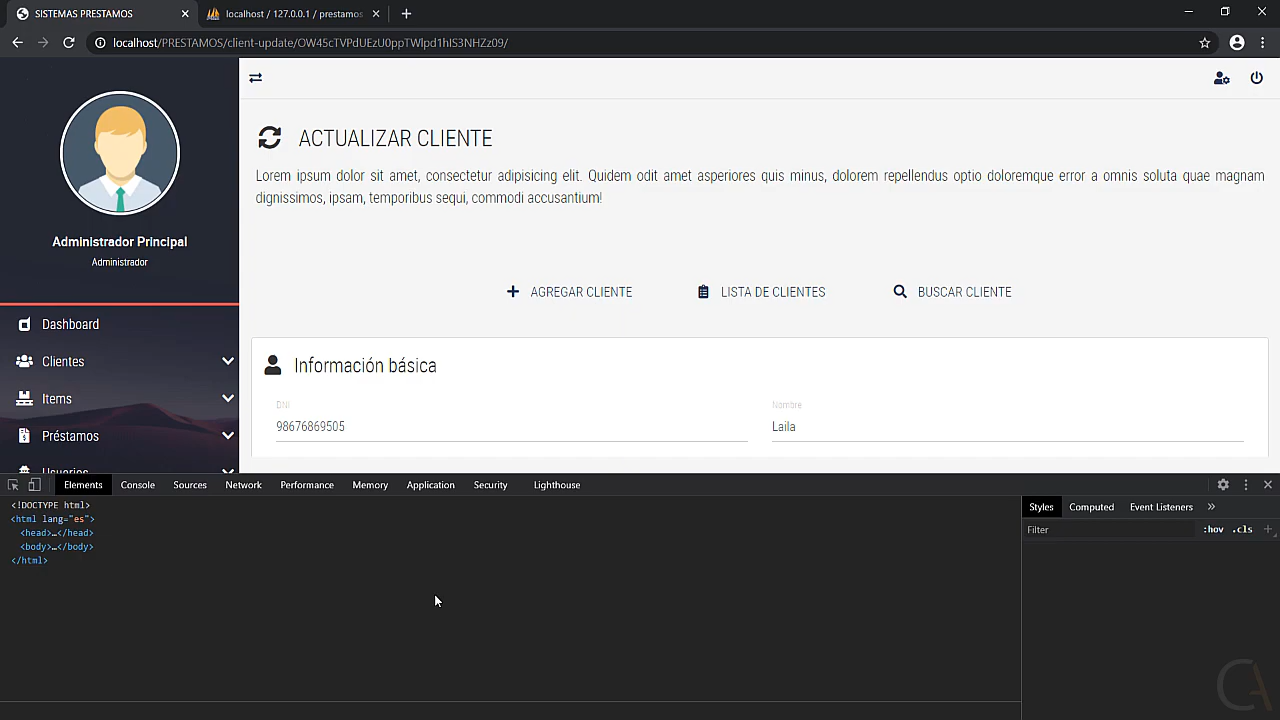 SISTEMAS PRESTAMOS
localhost / 127.0.0.1 / prestamos
localhost/PRESTAMOS/client-update/OW45cTVPdUEzU0ppTWlpd1hlS3NHZz09/
Administrador Principal
Administrador
Dashboard
Clientes
Items
Préstamos
Usuarios
ACTUALIZAR CLIENTE
Lorem ipsum dolor sit amet, consectetur adipisicing elit. Quidem odit amet asperiores quis minus, dolorem repellendus optio doloremque error a omnis soluta quae magnam
dignissimos, ipsam, temporibus sequi, commodi accusantium!
AGREGAR CLIENTE
LISTA DE CLIENTES
BUSCAR CLIENTE
Información básica
DNI
98676869505
Nombre
Laila
Elements Console Sources Network Performance Memory Application Security Lighthouse
<!DOCTYPE html>
<html lang="es">
<head>…</head>
<body>…</body>
</html>
Styles Computed Event Listeners
Filter
:hov .cls
CA